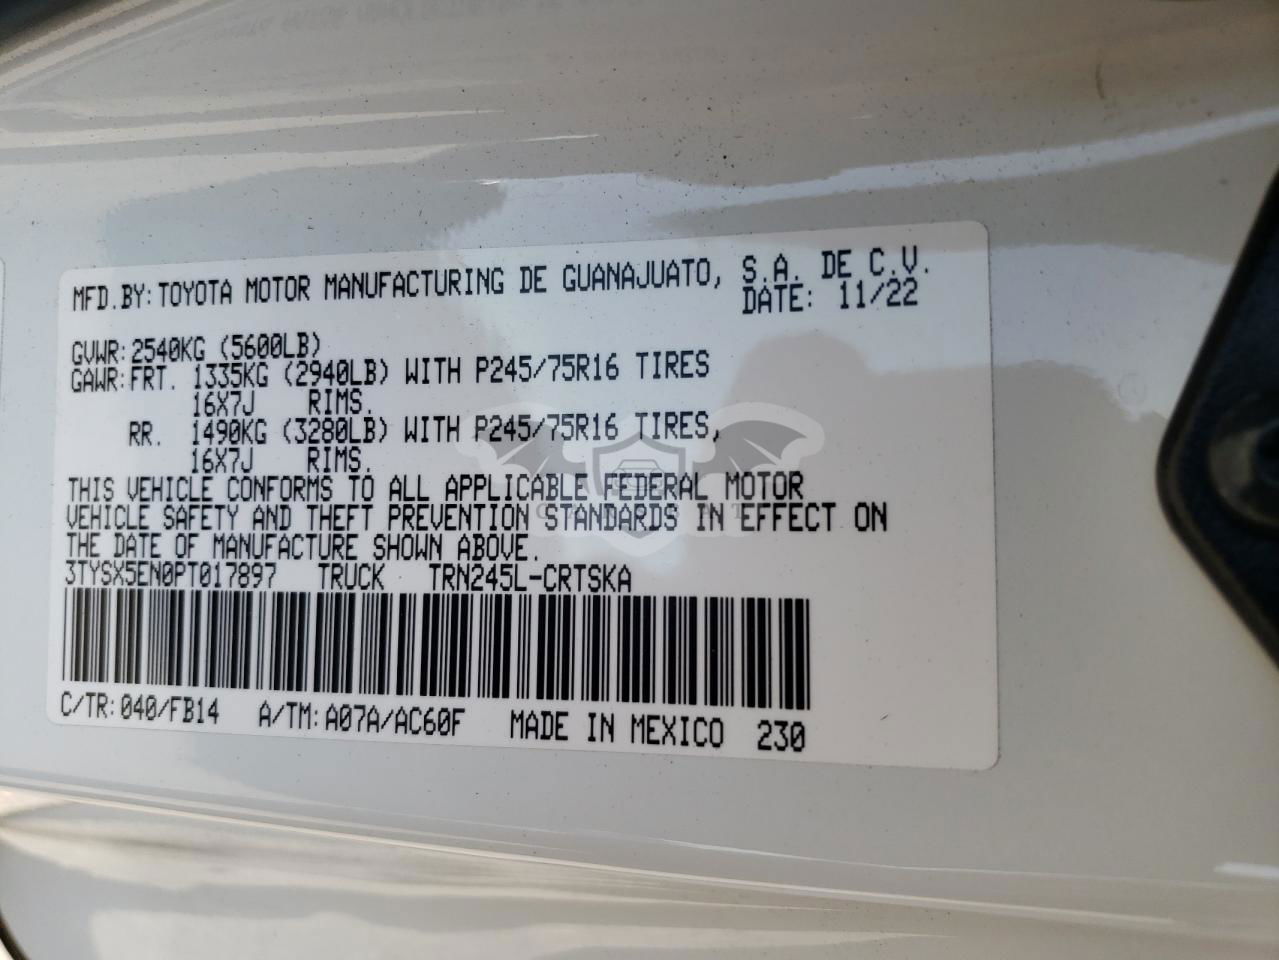 MFD.BY:TOYOTA MOTOR MANUFACTURING DE GUANAJUATO, S.A. DE C.V.
DATE: 11/22
GVWR:2540KG (5600LB)
GAWR:FRT. 1335KG (2940LB) WITH P245/75R16 TIRES
16X7J RIMS.
RR. 1490KG (3280LB) WITH P245/75R16 TIRES,
16X7J RIMS.
THIS VEHICLE CONFORMS TO ALL APPLICABLE FEDERAL MOTOR
VEHICLE SAFETY AND THEFT PREVENTION STANDARDS IN EFFECT ON
THE DATE OF MANUFACTURE SHOWN ABOVE.
3TYSX5EN0PT017897 TRUCK TRN245L-CRTSKA
C/TR:040/FB14 A/TM:A07A/AC60F MADE IN MEXICO 230